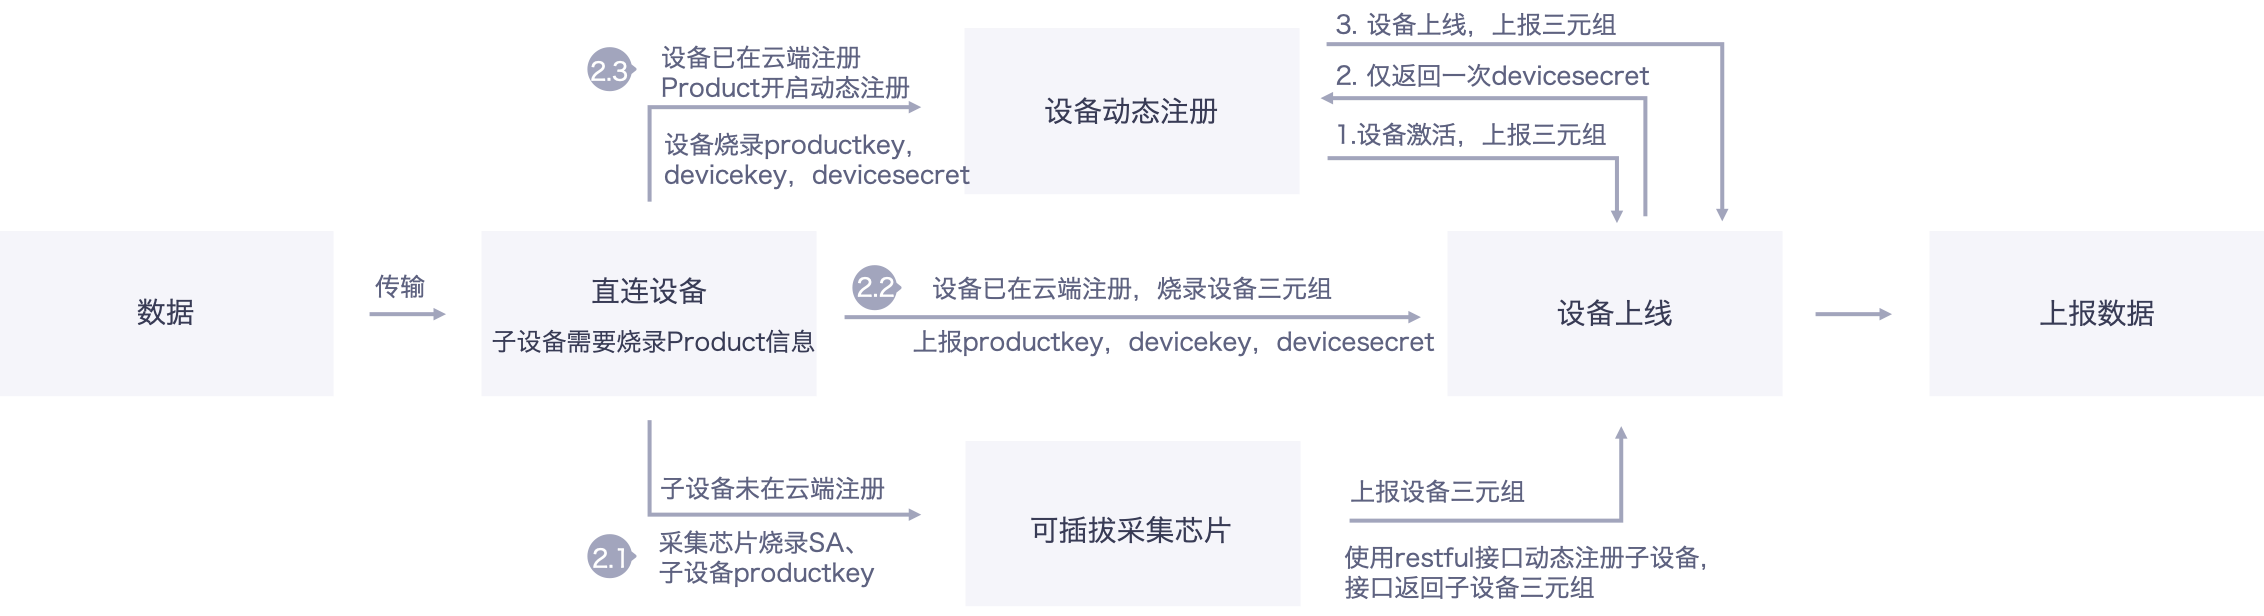 2.3
设备已在云端注册
Product开启动态注册
设备烧录productkey，
devicekey，devicesecret
设备动态注册
3. 设备上线，上报三元组
2. 仅返回一次devicesecret
1.设备激活，上报三元组
数据
传输
直连设备
子设备需要烧录Product信息
2.2
设备已在云端注册，烧录设备三元组
上报productkey，devicekey，devicesecret
设备上线
上报数据
子设备未在云端注册
2.1
采集芯片烧录SA、
子设备productkey
可插拔采集芯片
上报设备三元组
使用restful接口动态注册子设备，
接口返回子设备三元组